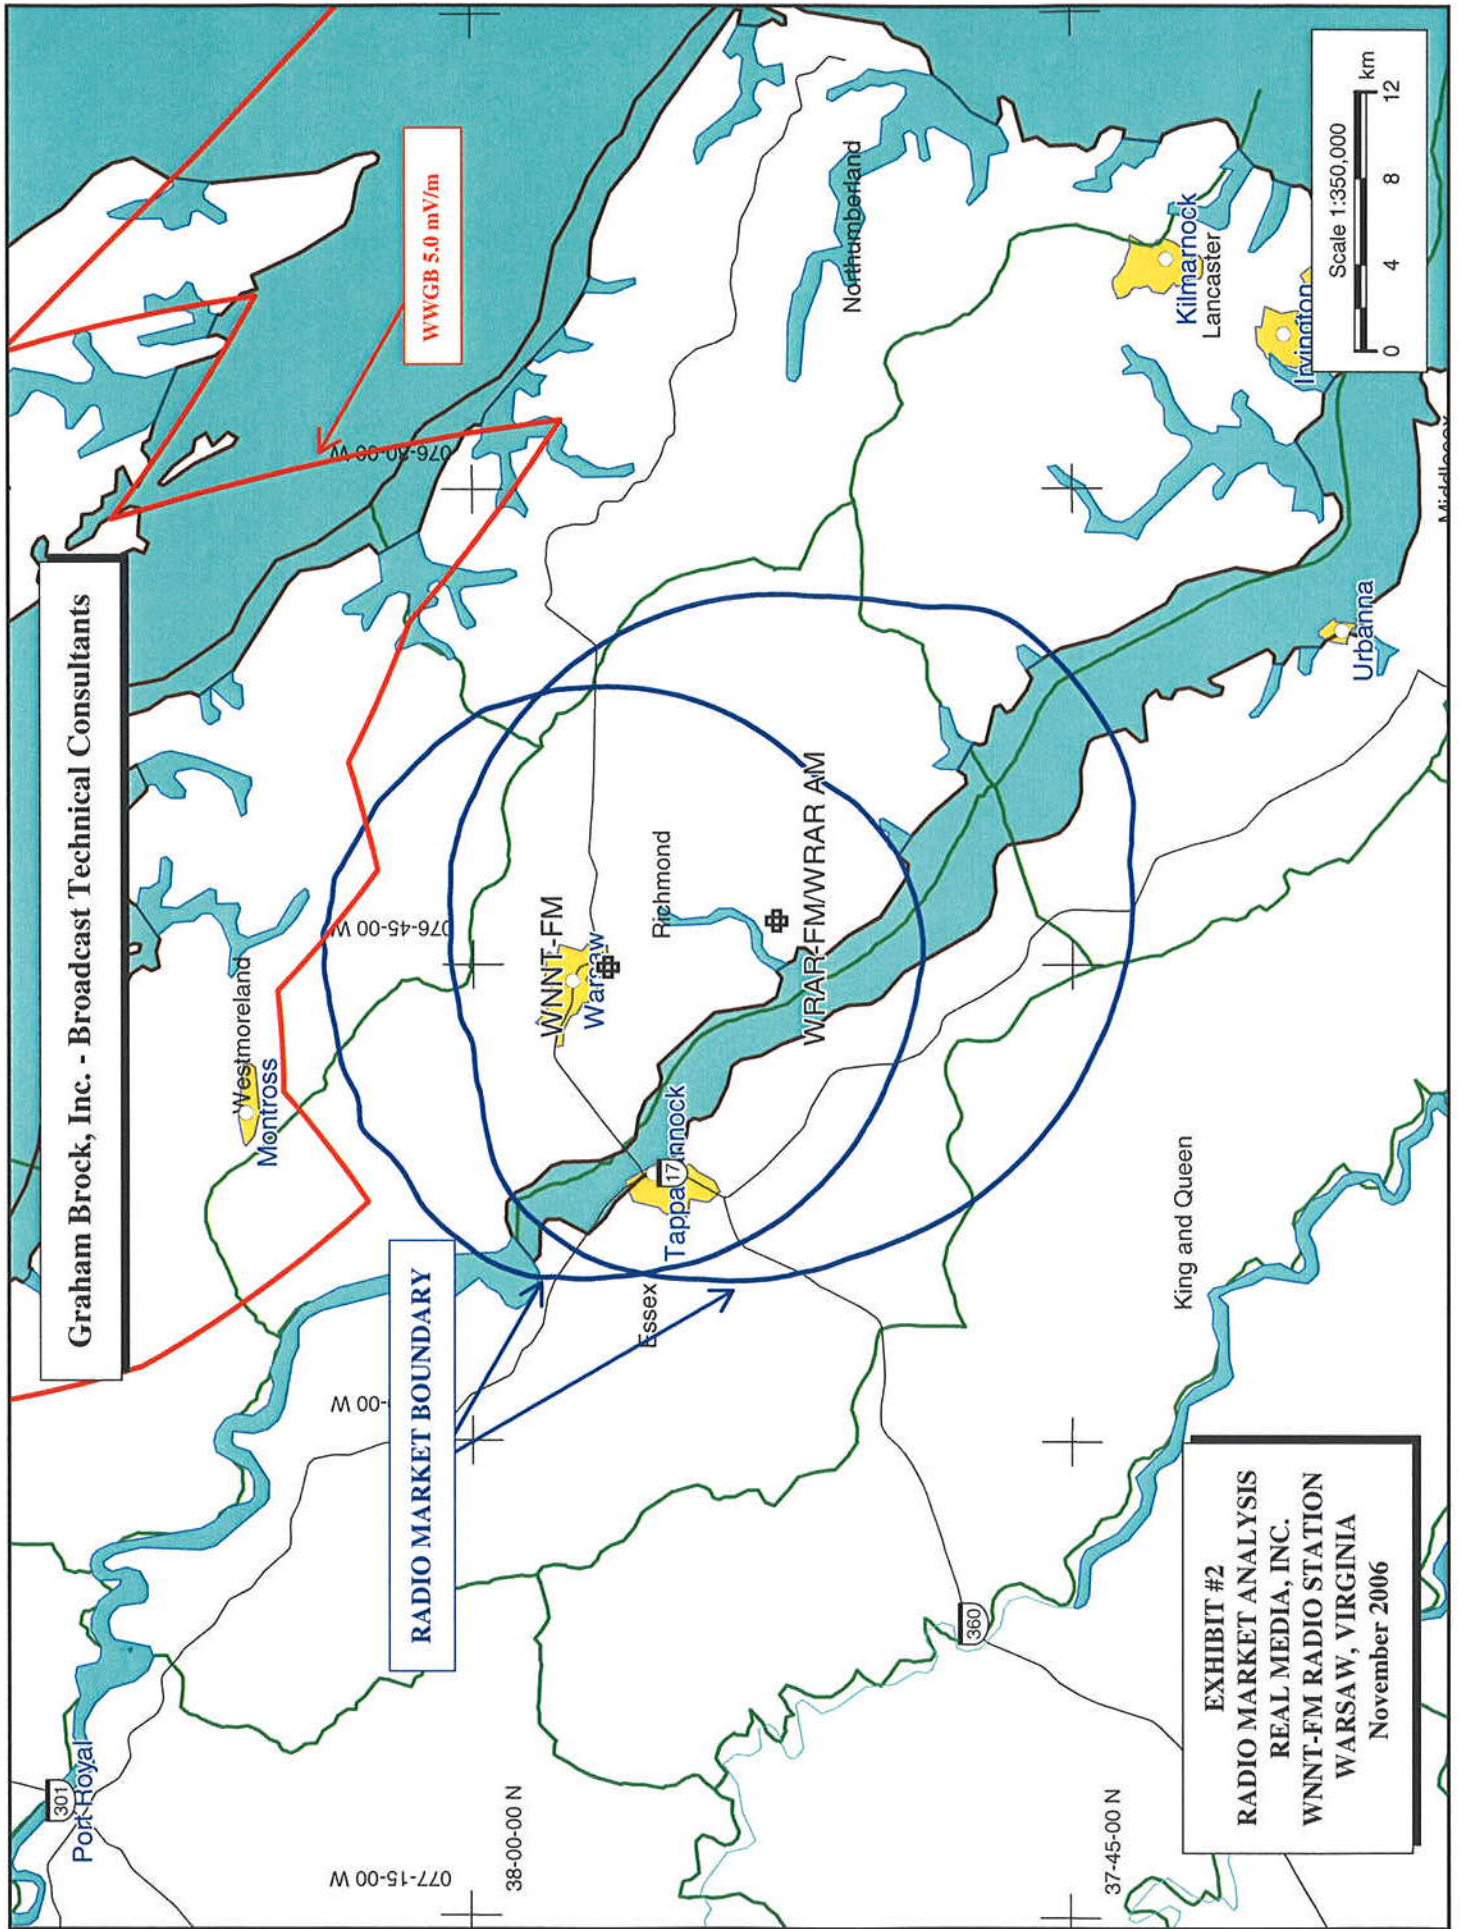 Graham Brock, Inc. - Broadcast Technical Consultants
WWGB 5.0 mV/m
RADIO MARKET BOUNDARY
301
Port Royal
Westmoreland
Montross
076-30-00 W
076-45-00 W
-00 W
077-15-00 W
38-00-00 N
37-45-00 N
WNNT-FM
Warsaw
Richmond
WRAR-FM/WRAR AM
17
Essex
King and Queen
360
Northumberland
Kilmarnock
Lancaster
Irvington
Urbanna
Scale 1:350,000
0 4 8 12
km
EXHIBIT #2
RADIO MARKET ANALYSIS
REAL MEDIA, INC.
WNNT-FM RADIO STATION
WARSAW, VIRGINIA
November 2006